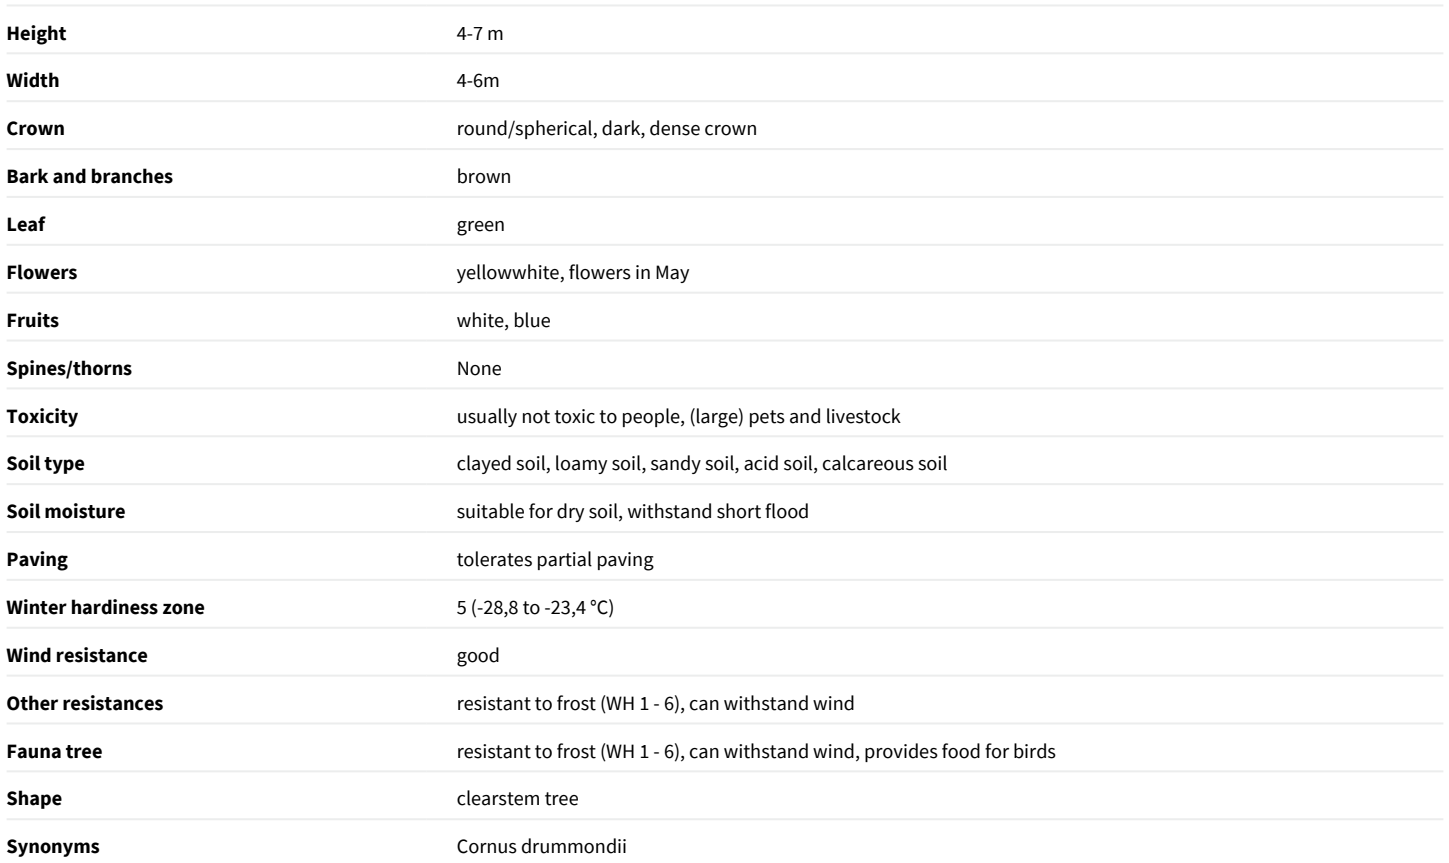 Height 4-7 m
Width 4-6m
Crown round/spherical, dark, dense crown
Bark and branches brown
Leaf green
Flowers yellowwhite, flowers in May
Fruits white, blue
Spines/thorns None
Toxicity usually not toxic to people, (large) pets and livestock
Soil type clayed soil, loamy soil, sandy soil, acid soil, calcareous soil
Soil moisture suitable for dry soil, withstand short flood
Paving tolerates partial paving
Winter hardiness zone 5 (-28,8 to -23,4 °C)
Wind resistance good
Other resistances resistant to frost (WH 1 - 6), can withstand wind
Fauna tree resistant to frost (WH 1 - 6), can withstand wind, provides food for birds
Shape clearstem tree
Synonyms Cornus drummondii